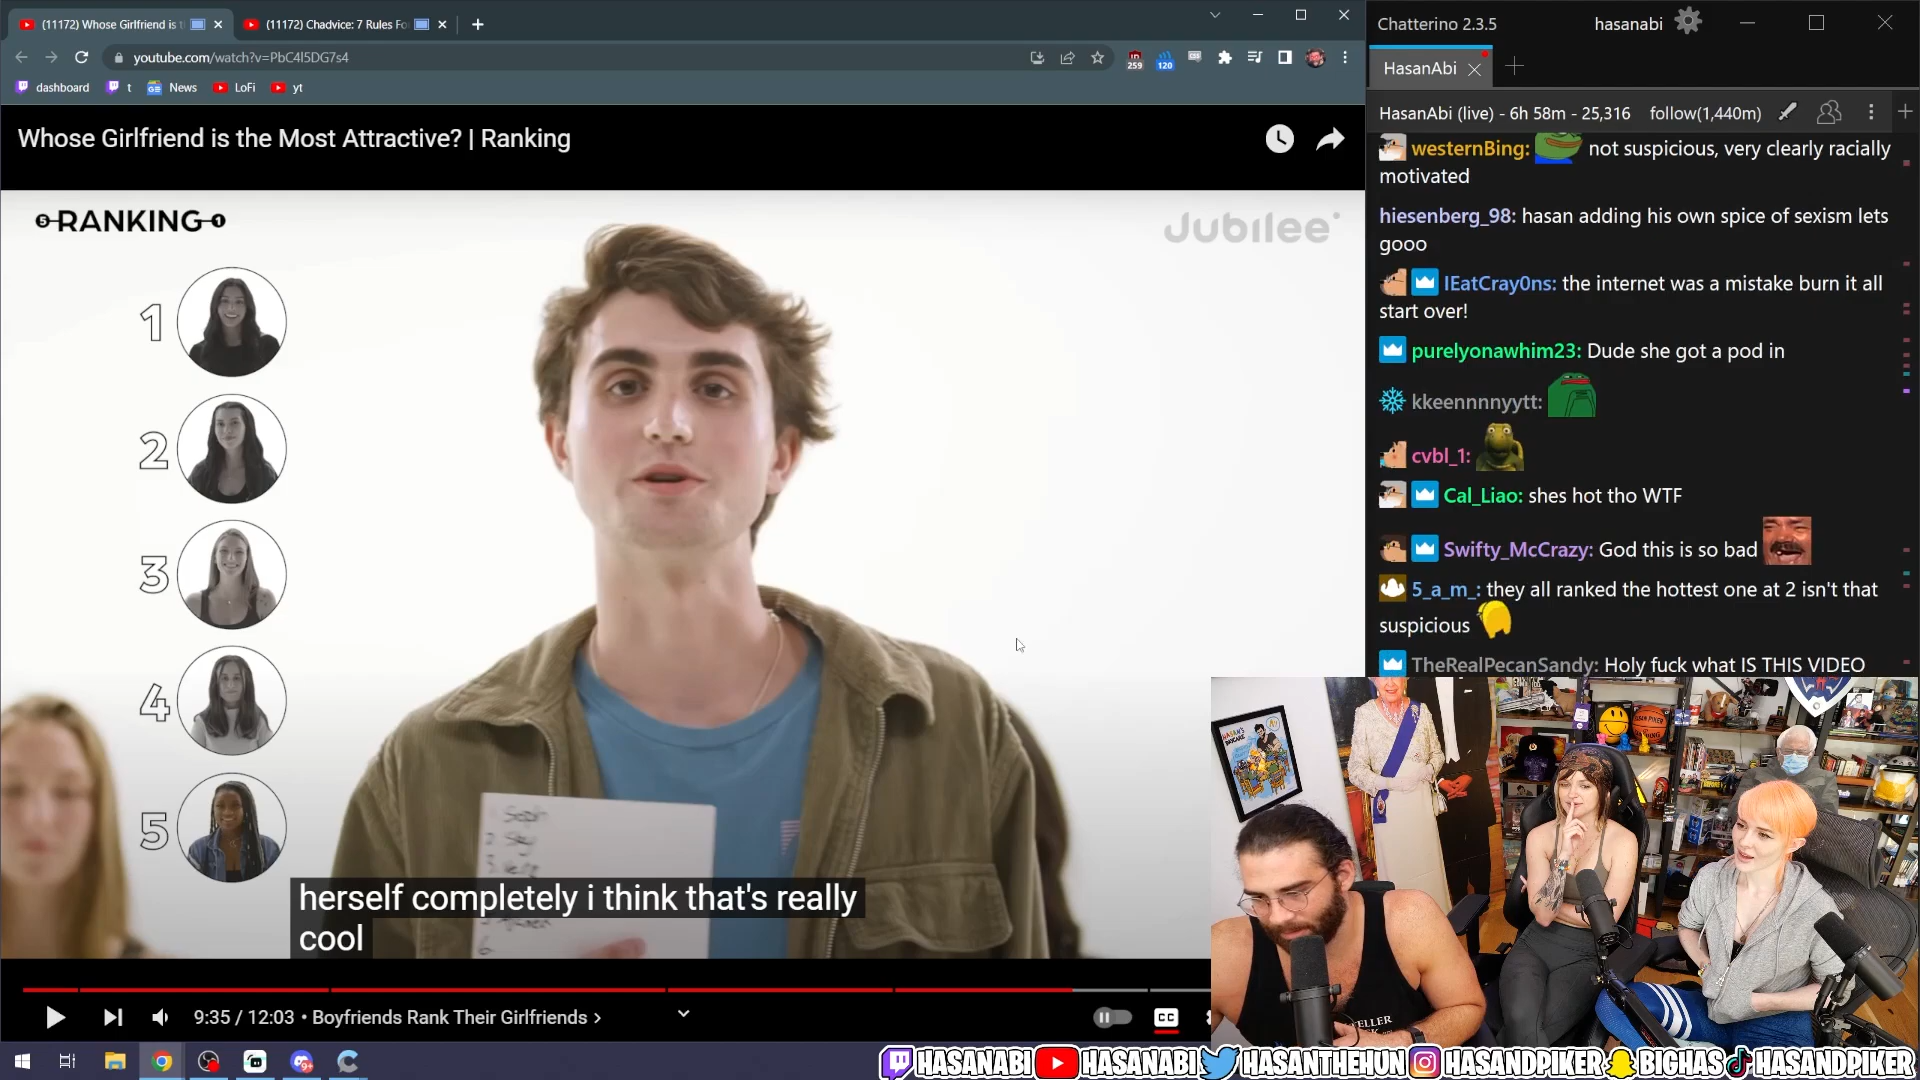 (11172) Whose Girlfriend is
(11172) Chadvice: 7 Rules Fo
youtube.com/watch?v=PbC4l5DG7s4
259
120
dashboard
t
News
LoFi
yt
Whose Girlfriend is the Most Attractive? | Ranking
5 RANKING 1
Jubilee
1
2
3
4
5
herself completely i think that's really
cool
9:35 / 12:03 • Boyfriends Rank Their Girlfriends >
CC
Chatterino 2.3.5
hasanabi
HasanAbi
HasanAbi (live) - 6h 58m - 25,316 follow(1,440m)
westernBing: not suspicious, very clearly racially
motivated
hiesenberg_98: hasan adding his own spice of sexism lets
gooo
IEatCray0ns: the internet was a mistake burn it all
start over!
purelyonawhim23: Dude she got a pod in
kkeennnnyytt:
cvbl_1:
Cal_Liao: shes hot tho WTF
Swifty_McCrazy: God this is so bad
5_a_m_: they all ranked the hottest one at 2 isn't that
suspicious
TheRealPecanSandy: Holy fuck what IS THIS VIDEO
HASANABI HASANABI HASANTHEHUN HASANDPIKER BIGHAS HASANDPIKER